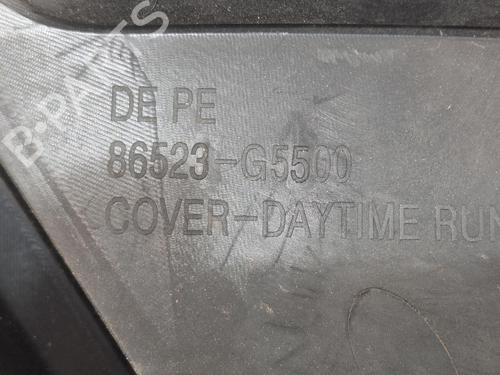 B-PARTS
DE PE
86523-G5500
COVER-DAYTIME RUN